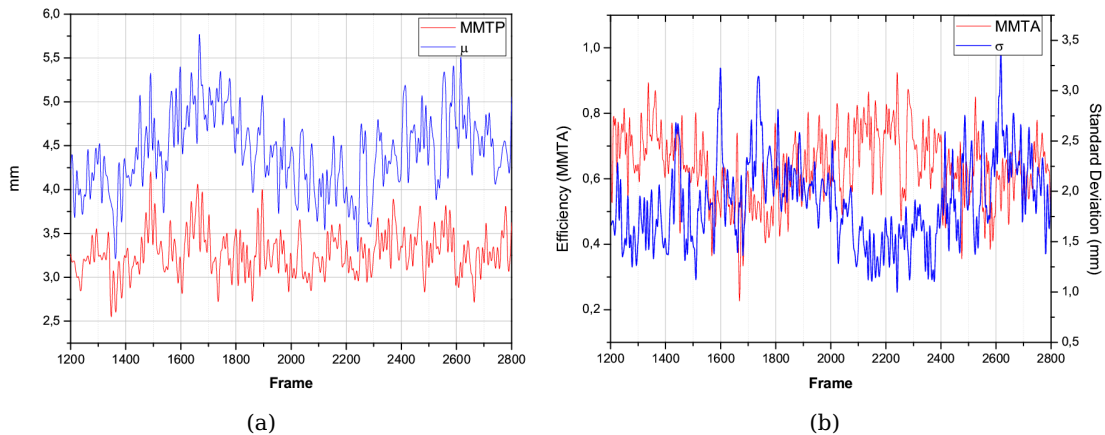 MMTP
μ
6,0
5,5
5,0
4,5
4,0
3,5
3,0
2,5
mm
1200 1400 1600 1800 2000 2200 2400 2600 2800
Frame
(a)
MMTA
σ
1,0
0,8
0,6
0,4
0,2
Efficiency (MMTA)
3,5
3,0
2,5
2,0
1,5
1,0
0,5
Standard Deviation (mm)
1200 1400 1600 1800 2000 2200 2400 2600 2800
Frame
(b)